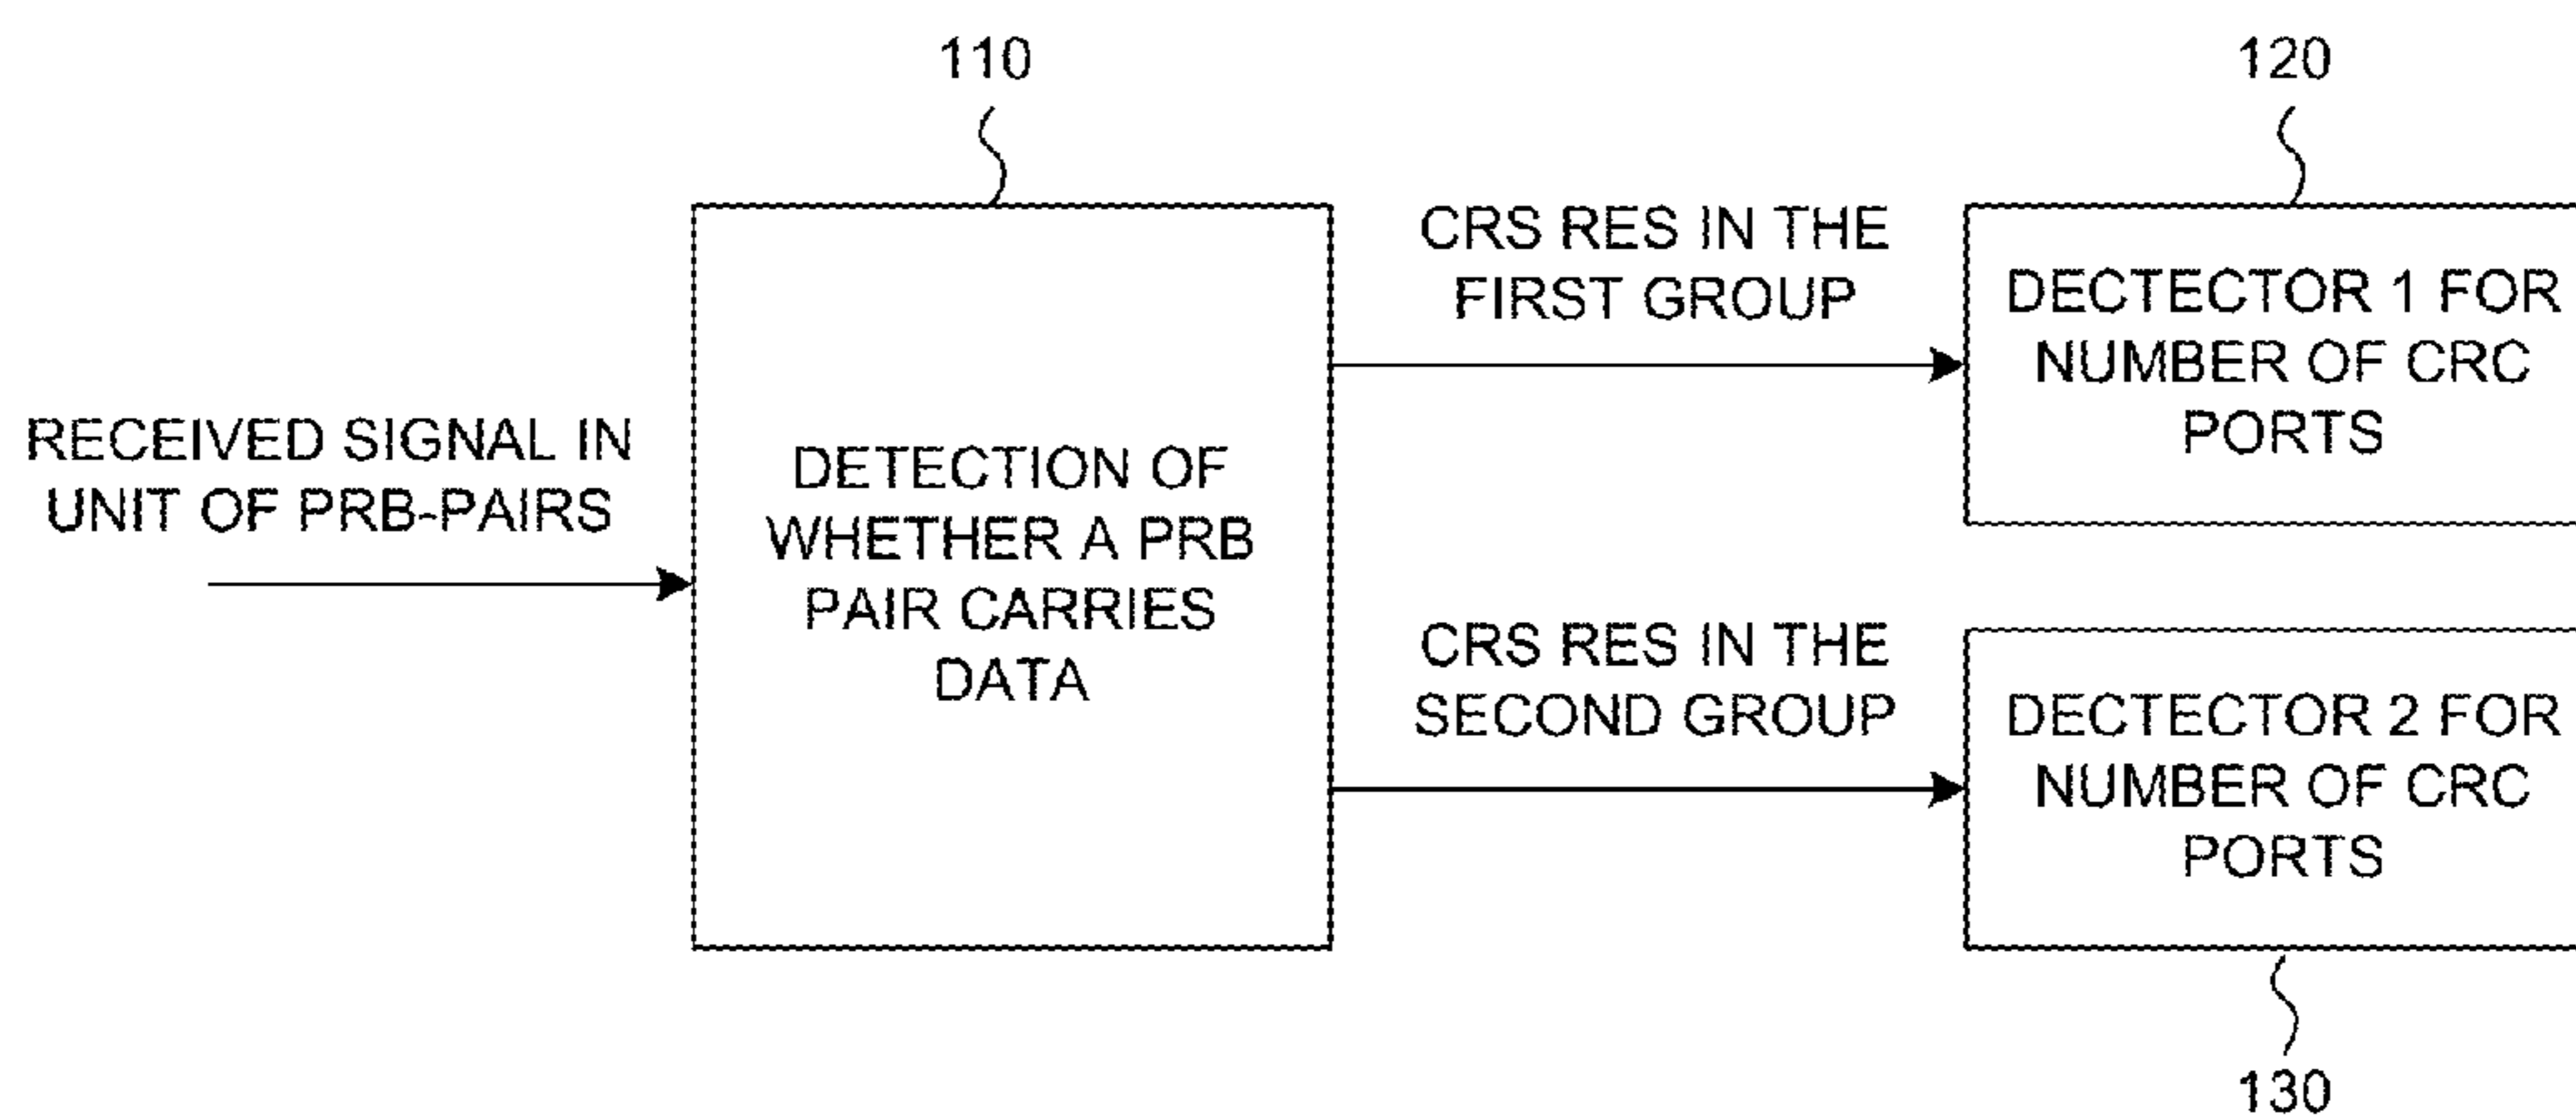 110
120
RECEIVED SIGNAL IN
UNIT OF PRB-PAIRS
DETECTION OF
WHETHER A PRB
PAIR CARRIES
DATA
CRS RES IN THE
FIRST GROUP
DECTECTOR 1 FOR
NUMBER OF CRC
PORTS
CRS RES IN THE
SECOND GROUP
DECTECTOR 2 FOR
NUMBER OF CRC
PORTS
130